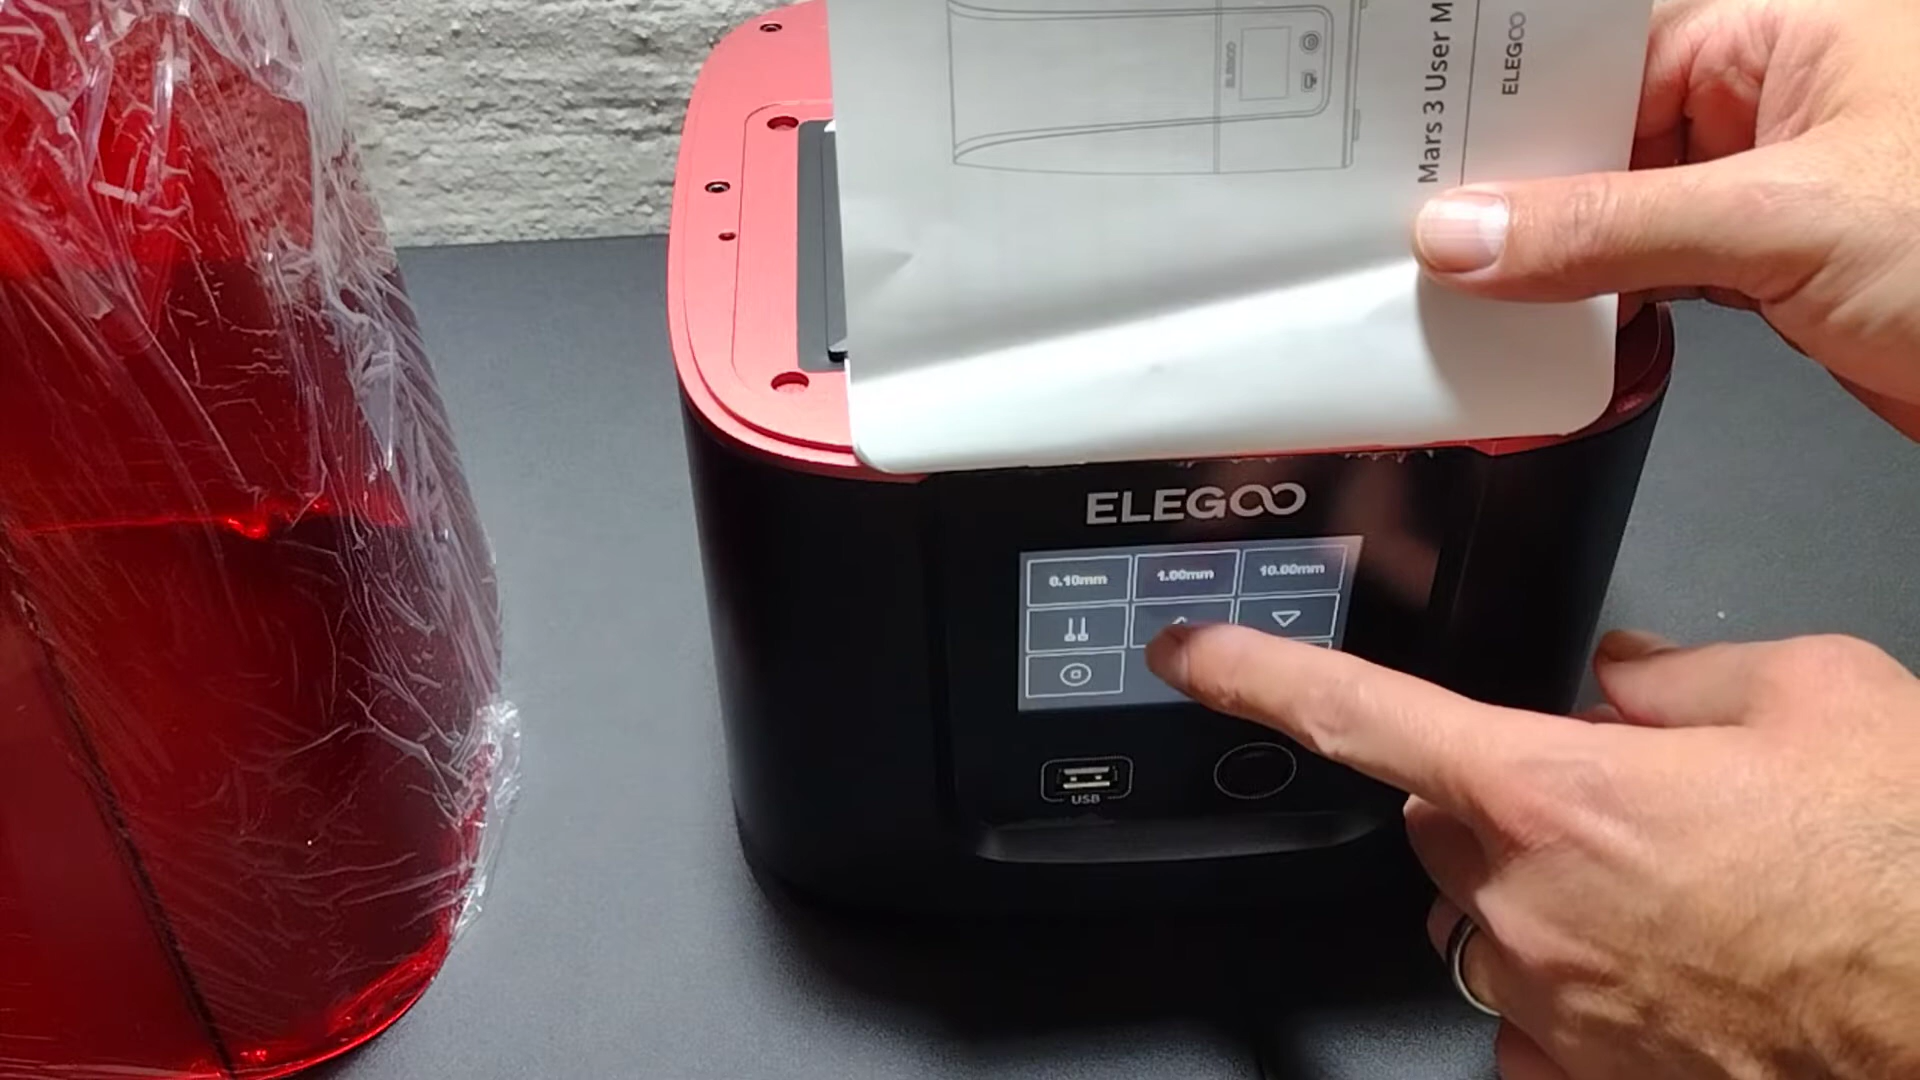 Mars 3 User M
ELEGOO
ELEGOO
ELEGOO
0.10mm
1.00mm
10.00mm
USB